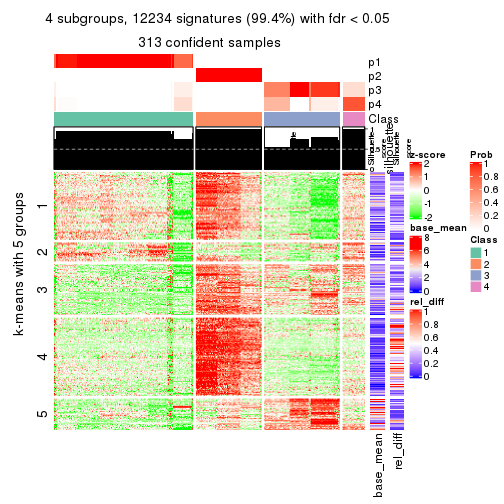 4 subgroups, 12234 signatures (99.4%) with fdr < 0.05
313 confident samples
p1
p2
p3
p4
Class
Silhouette score
z-score
2
1
0
-1
-2
base_mean
8
6
4
2
0
rel_diff
1
0.8
0.6
0.4
0.2
0
Prob
1
0.8
0.6
0.4
0.2
0
Class
1
2
3
4
k-means with 5 groups
1
2
3
4
5
base_mean
rel_diff